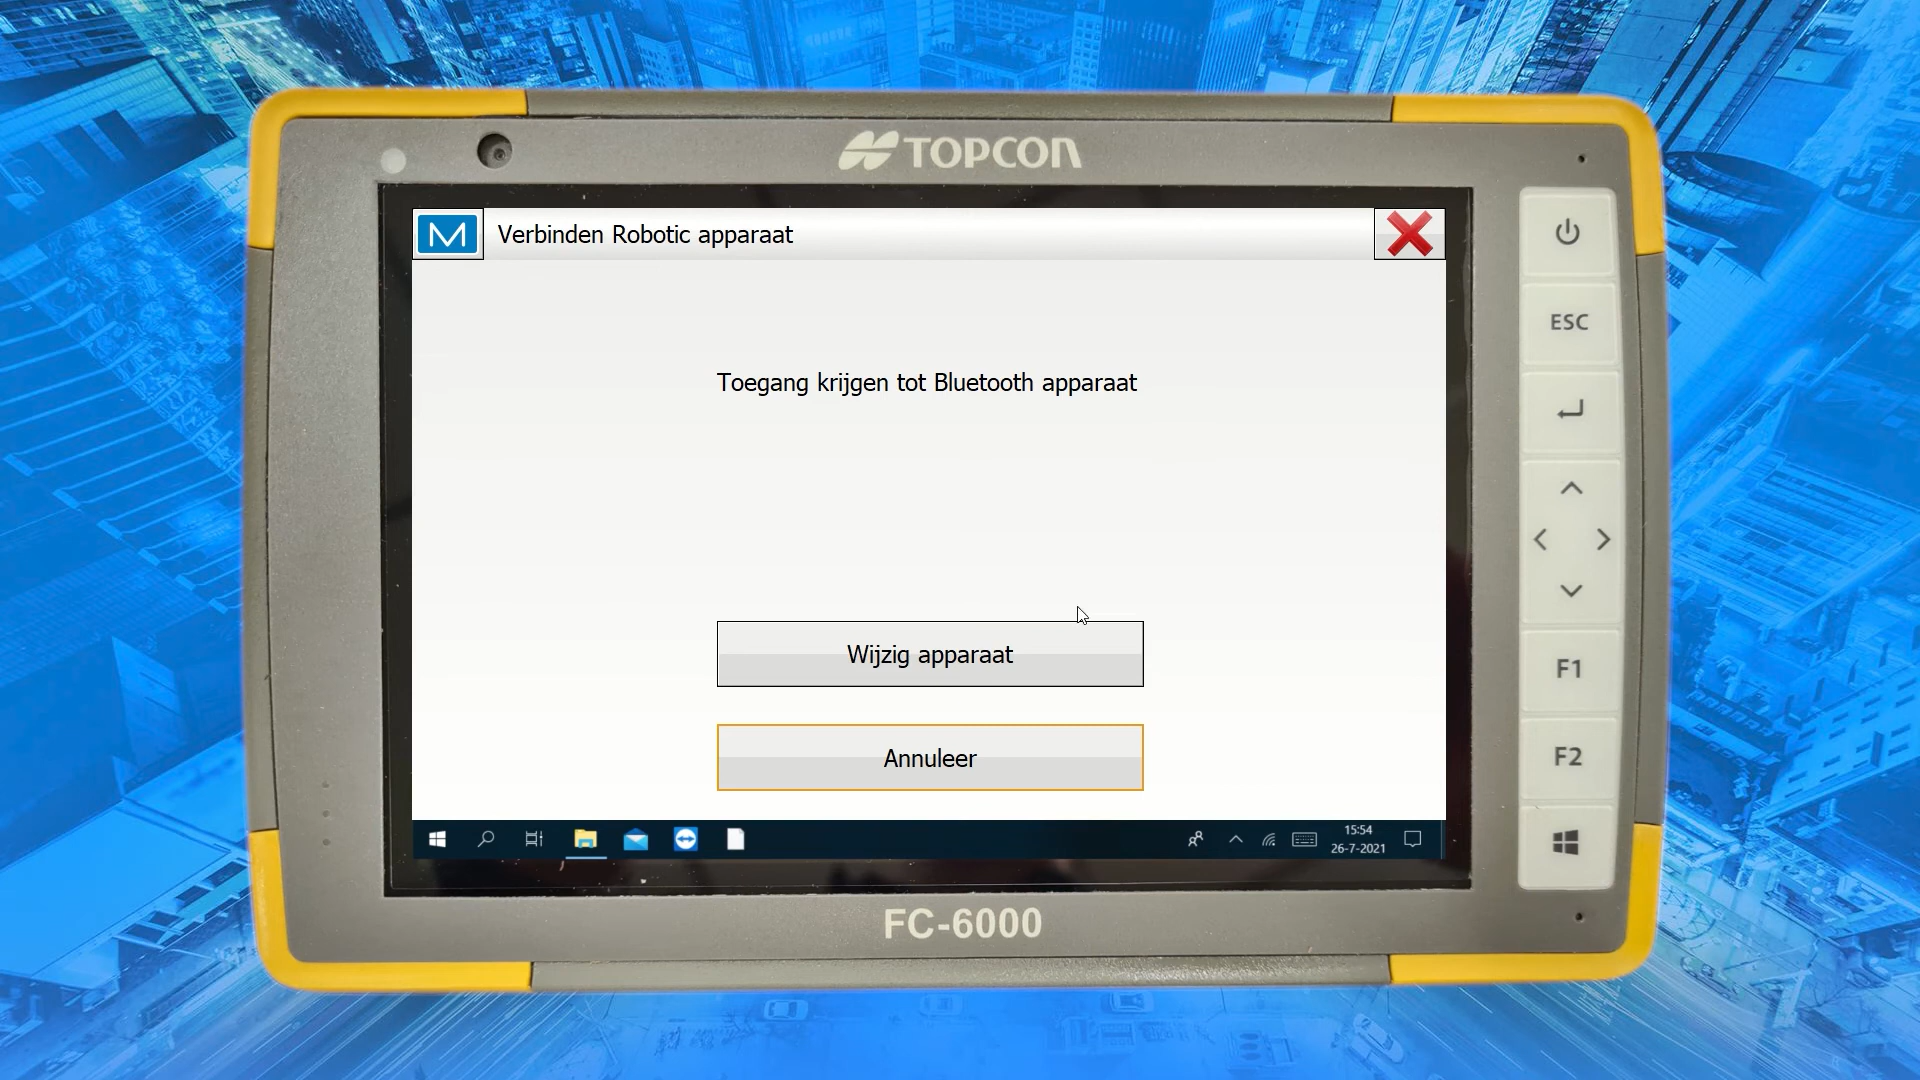 TOPCON
M
Verbinden Robotic apparaat
Toegang krijgen tot Bluetooth apparaat
Wijzig apparaat
Annuleer
15:54
26-7-2021
ESC
F1
F2
FC-6000